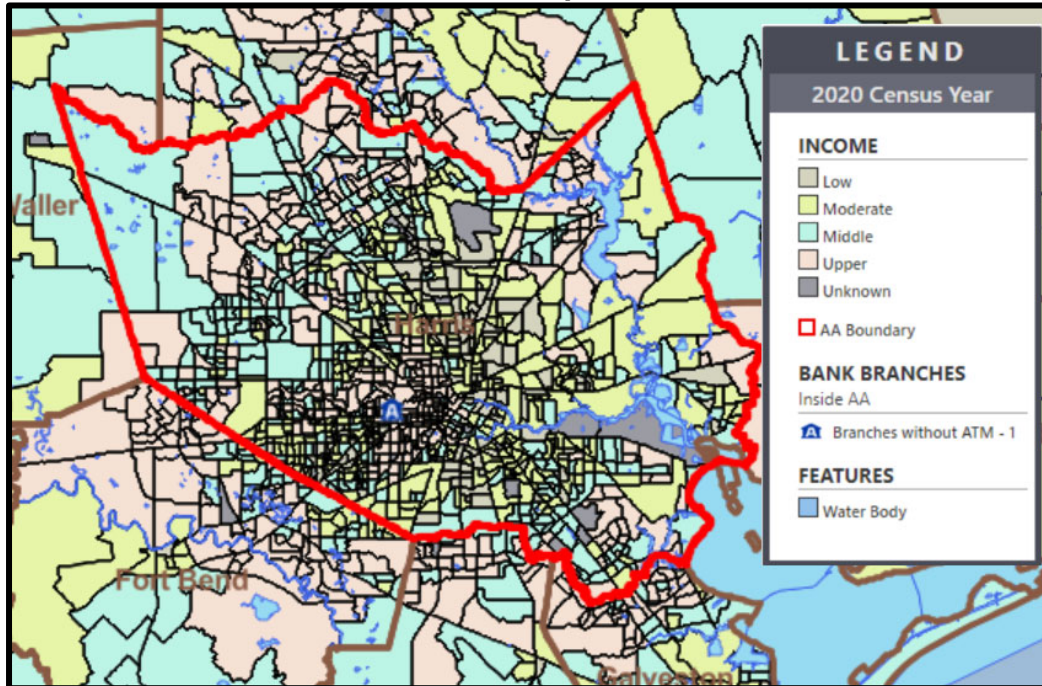 LEGEND
2020 Census Year
INCOME
Low
Moderate
Middle
Upper
Unknown
AA Boundary
BANK BRANCHES
Inside AA
Branches without ATM - 1
FEATURES
Water Body
Waller
Harris
A
Fort Bend
Galveston